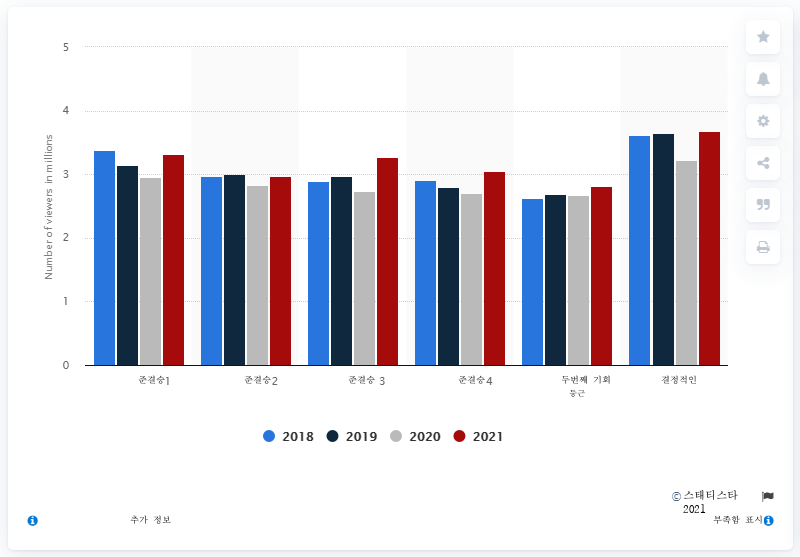 5
4
3
2
1
0
Number of viewers in millions
준결승1
준결승2
준결승 3
준결승4
두번째 기회
둥근
결정적인
2018 2019 2020 2021
© 스태티스타
2021
추가 정보
부족함 표시